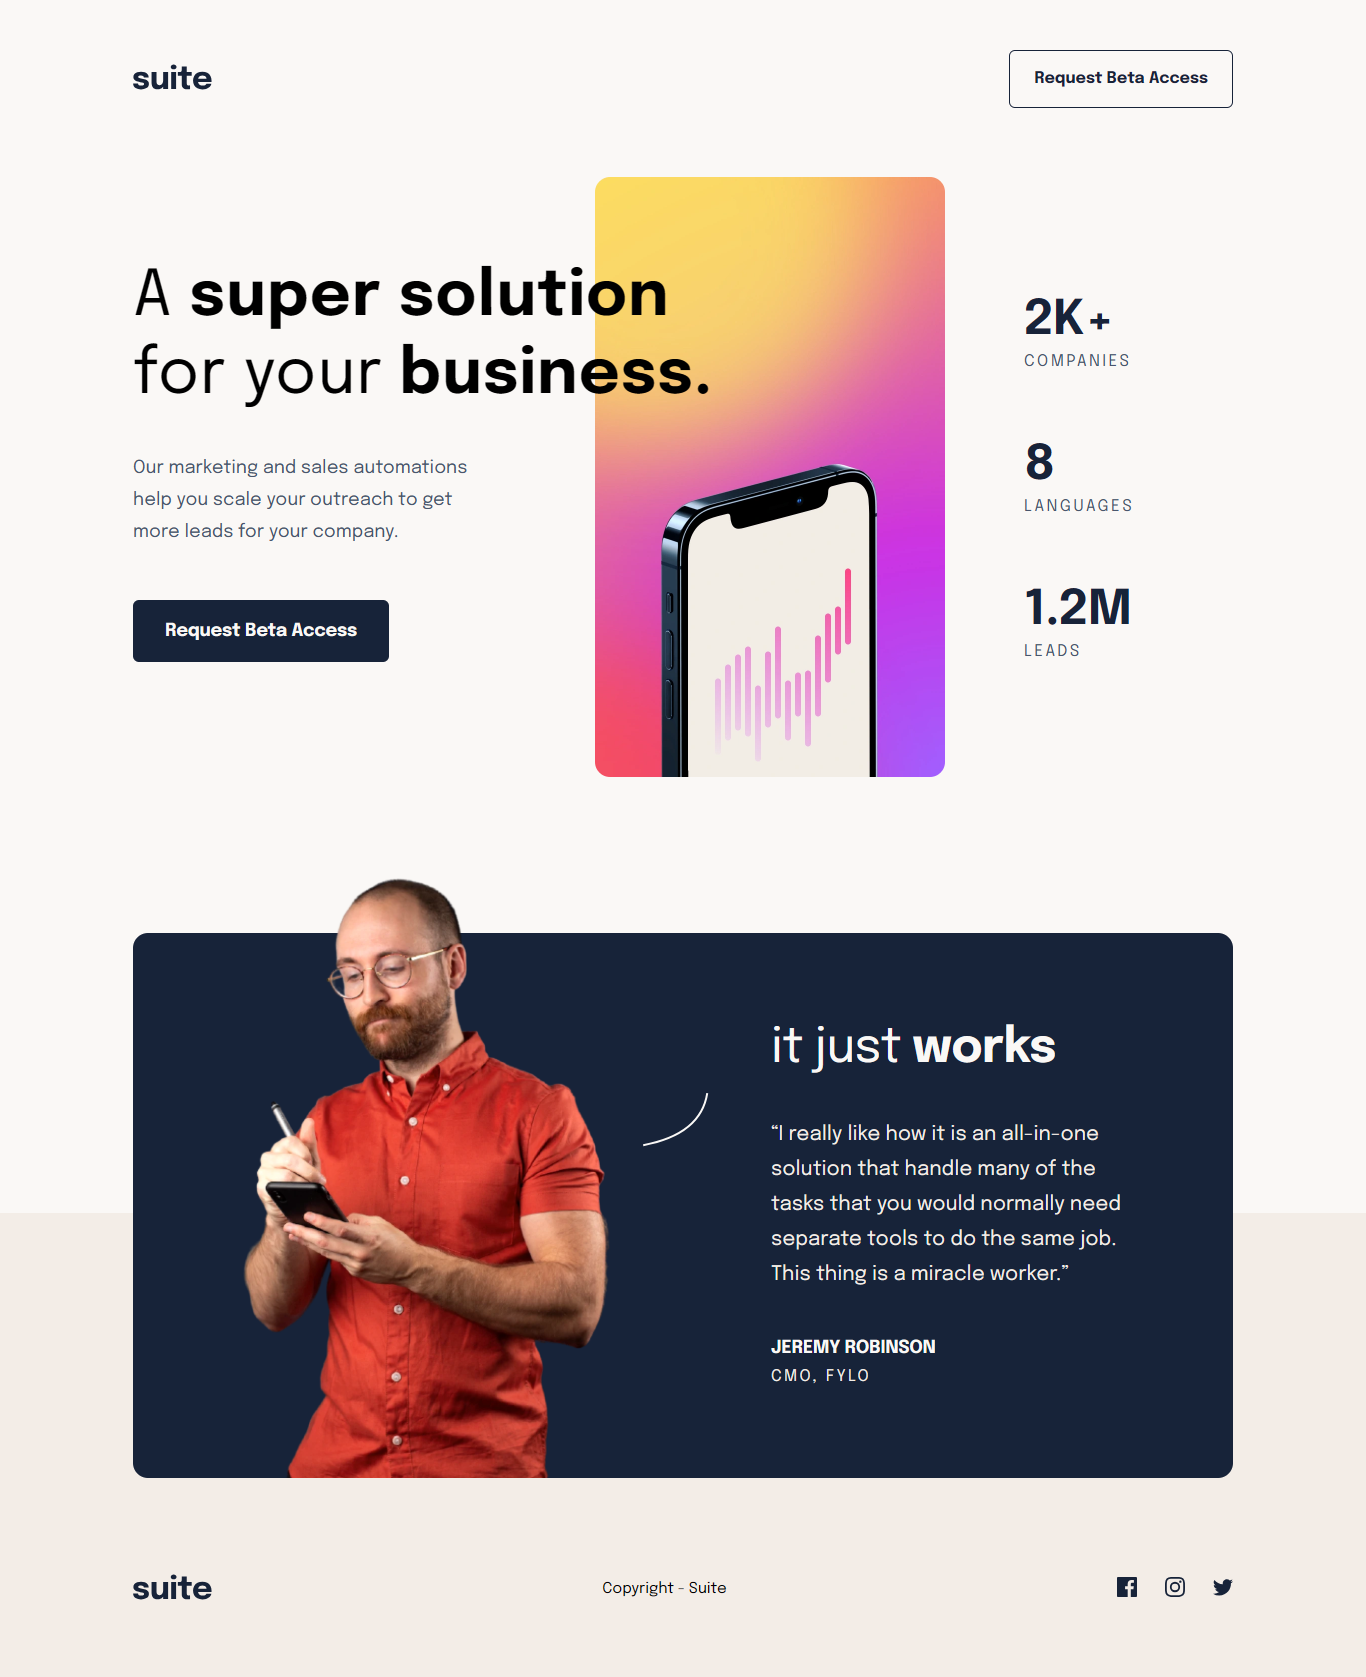 suite
Request Beta Access
A super solution
for your business.
Our marketing and sales automations
help you scale your outreach to get
more leads for your company.
Request Beta Access
2K+
COMPANIES
8
LANGUAGES
1.2M
LEADS
it just works
“I really like how it is an all-in-one
solution that handle many of the
tasks that you would normally need
separate tools to do the same job.
This thing is a miracle worker.”
JEREMY ROBINSON
CMO, FYLO
suite
Copyright - Suite